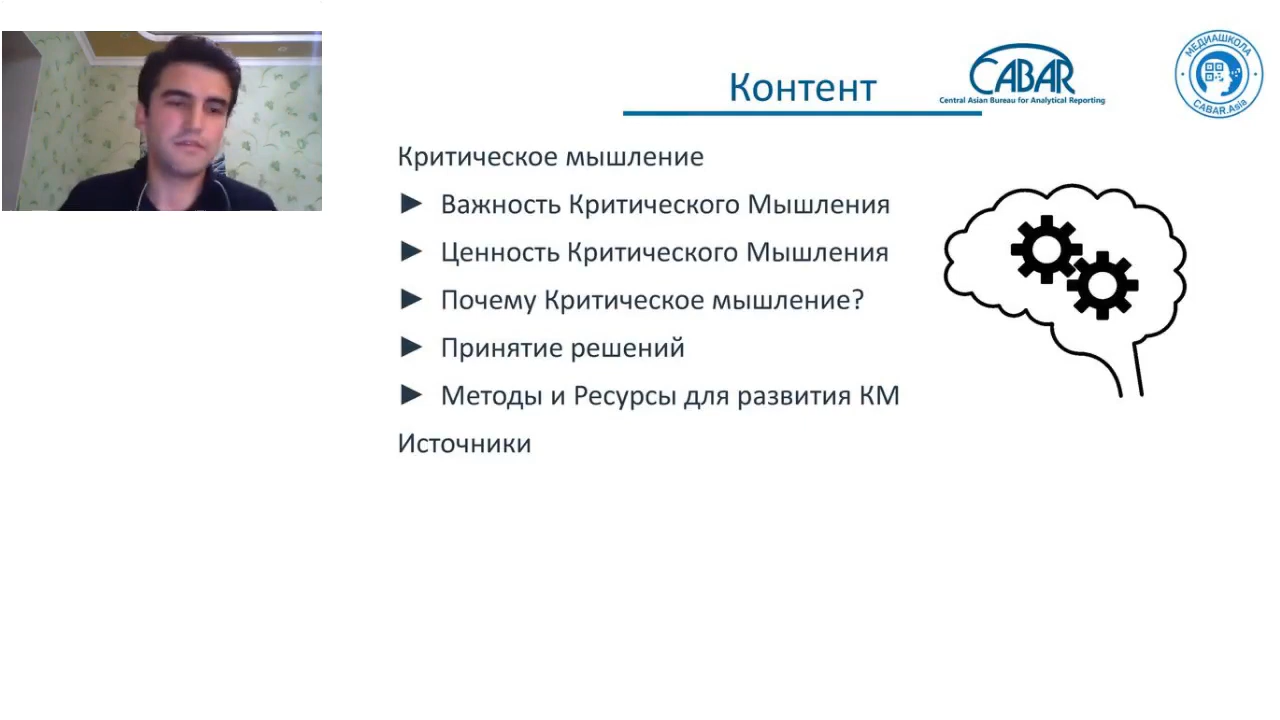 Контент
CABAR
Central Asian Bureau for Analytical Reporting
МЕДИАШКОЛА
CABAR.Asia
Критическое мышление
► Важность Критического Мышления
► Ценность Критического Мышления
► Почему Критическое мышление?
► Принятие решений
► Методы и Ресурсы для развития КМ
Источники